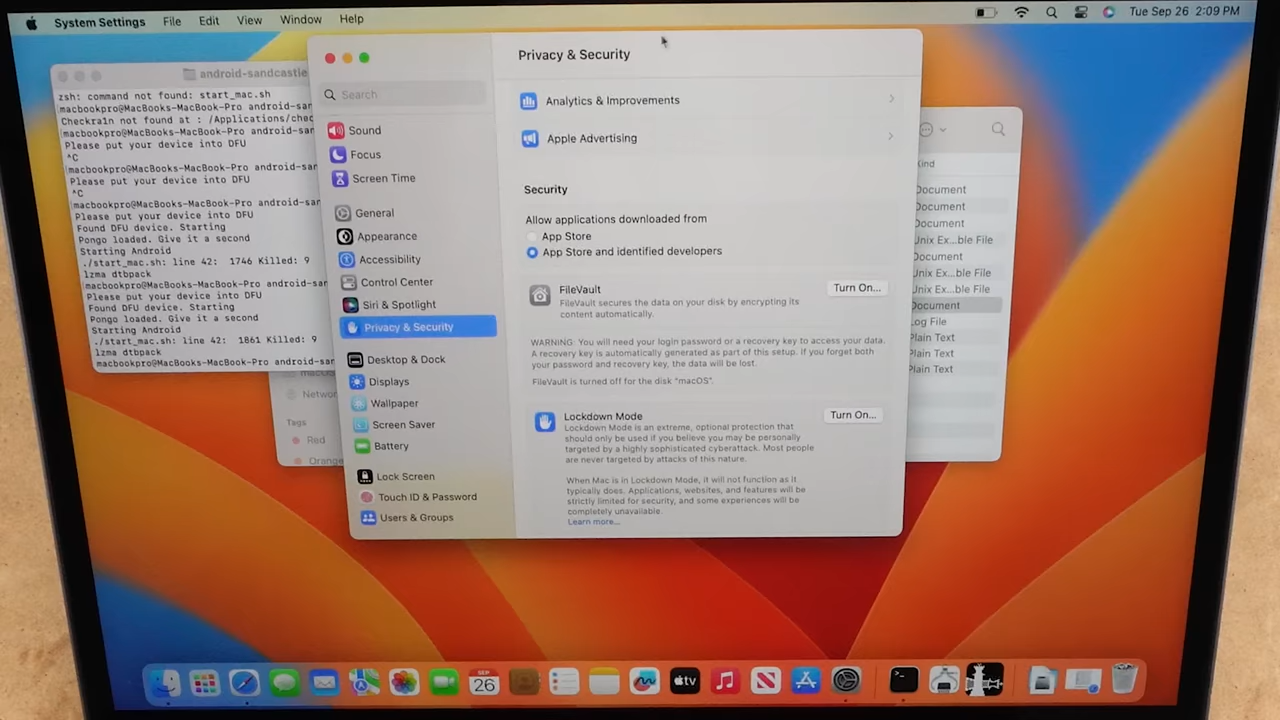 System Settings File Edit View Window Help
Tue Sep 26 2:09 PM
android-sandcastle
zsh: command not found: start_mac.sh
macbookpro@MacBooks-MacBook-Pro android-san
Checkra1n not found at : /Applications/chec
macbookpro@MacBooks-MacBook-Pro android-san
Please put your device into DFU
^C
macbookpro@MacBooks-MacBook-Pro android-san
Please put your device into DFU
^C
macbookpro@MacBooks-MacBook-Pro android-san
Please put your device into DFU
Found DFU device. Starting
Pongo loaded. Give it a second
Starting Android
./start_mac.sh: line 42: 1746 Killed: 9
lzma dtbpack
macbookpro@MacBooks-MacBook-Pro android-san
Please put your device into DFU
Found DFU device. Starting
Pongo loaded. Give it a second
Starting Android
./start_mac.sh: line 42: 1861 Killed: 9
lzma dtbpack
macbookpro@MacBooks-MacBook-Pro android-san
Networ
Tags
Red
Orange
Search
Sound
Focus
Screen Time
General
Appearance
Accessibility
Control Center
Siri & Spotlight
Privacy & Security
Desktop & Dock
Displays
Wallpaper
Screen Saver
Battery
Lock Screen
Touch ID & Password
Users & Groups
Privacy & Security
Analytics & Improvements
Apple Advertising
Security
Allow applications downloaded from
App Store
App Store and identified developers
FileVault
Turn On...
FileVault secures the data on your disk by encrypting its
content automatically.
WARNING: You will need your login password or a recovery key to access your data.
A recovery key is automatically generated as part of this setup. If you forget both
your password and recovery key, the data will be lost.
FileVault is turned off for the disk "macOS".
Lockdown Mode
Turn On...
Lockdown Mode is an extreme, optional protection that
should only be used if you believe you may be personally
targeted by a highly sophisticated cyberattack. Most people
are never targeted by attacks of this nature.
When Mac is in Lockdown Mode, it will not function as it
typically does. Applications, websites, and features will be
strictly limited for security, and some experiences will be
completely unavailable.
Learn more...
Kind
Document
Document
Document
Unix Ex...ble File
Document
Unix Ex...ble File
Unix Ex...ble File
Document
Log File
Plain Text
Plain Text
Plain Text
SEP
26
tv